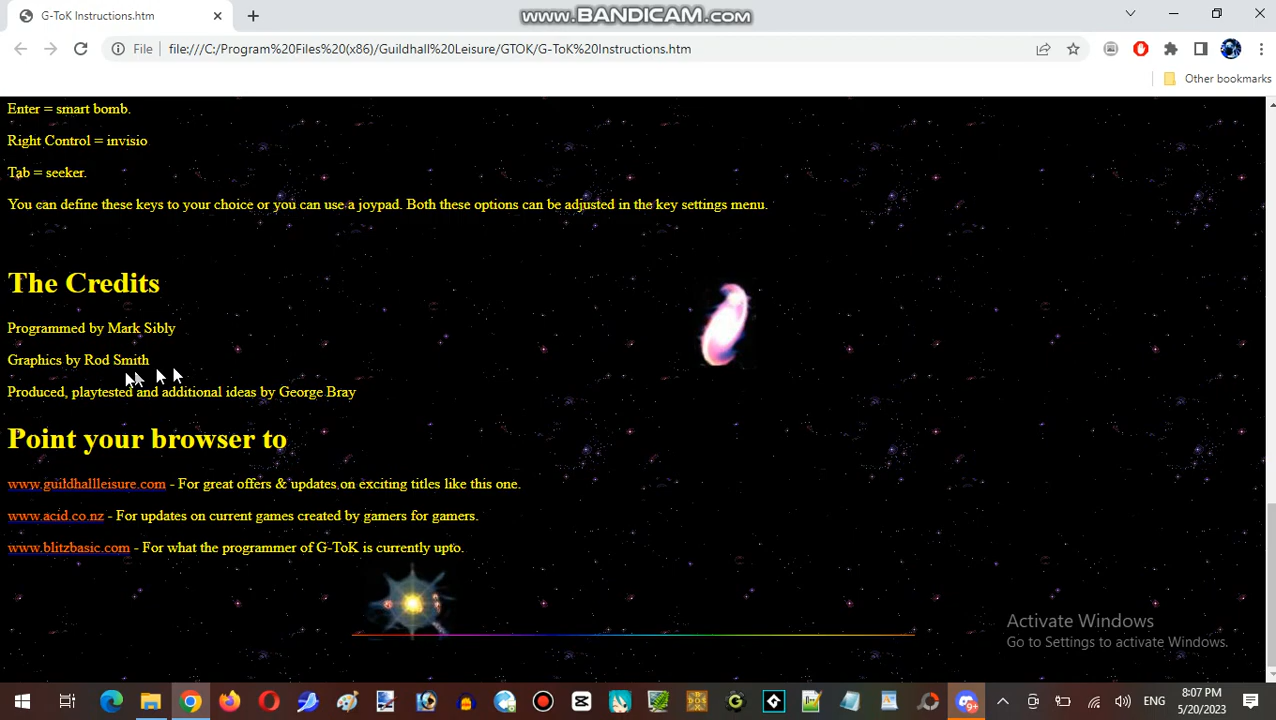 G-ToK Instructions.htm
www.BANDICAM.com
File file:///C:/Program%20Files%20(x86)/Guildhall%20Leisure/GTOK/G-ToK%20Instructions.htm
Other bookmarks
Enter = smart bomb.
Right Control = invisio
Tab = seeker.
You can define these keys to your choice or you can use a joypad. Both these options can be adjusted in the key settings menu.
The Credits
Programmed by Mark Sibly
Graphics by Rod Smith
Produced, playtested and additional ideas by George Bray
Point your browser to
www.guildhallleisure.com - For great offers & updates on exciting titles like this one.
www.acid.co.nz - For updates on current games created by gamers for gamers.
www.blitzbasic.com - For what the programmer of G-ToK is currently upto.
Activate Windows
Go to Settings to activate Windows.
9+
ENG
8:07 PM
5/20/2023